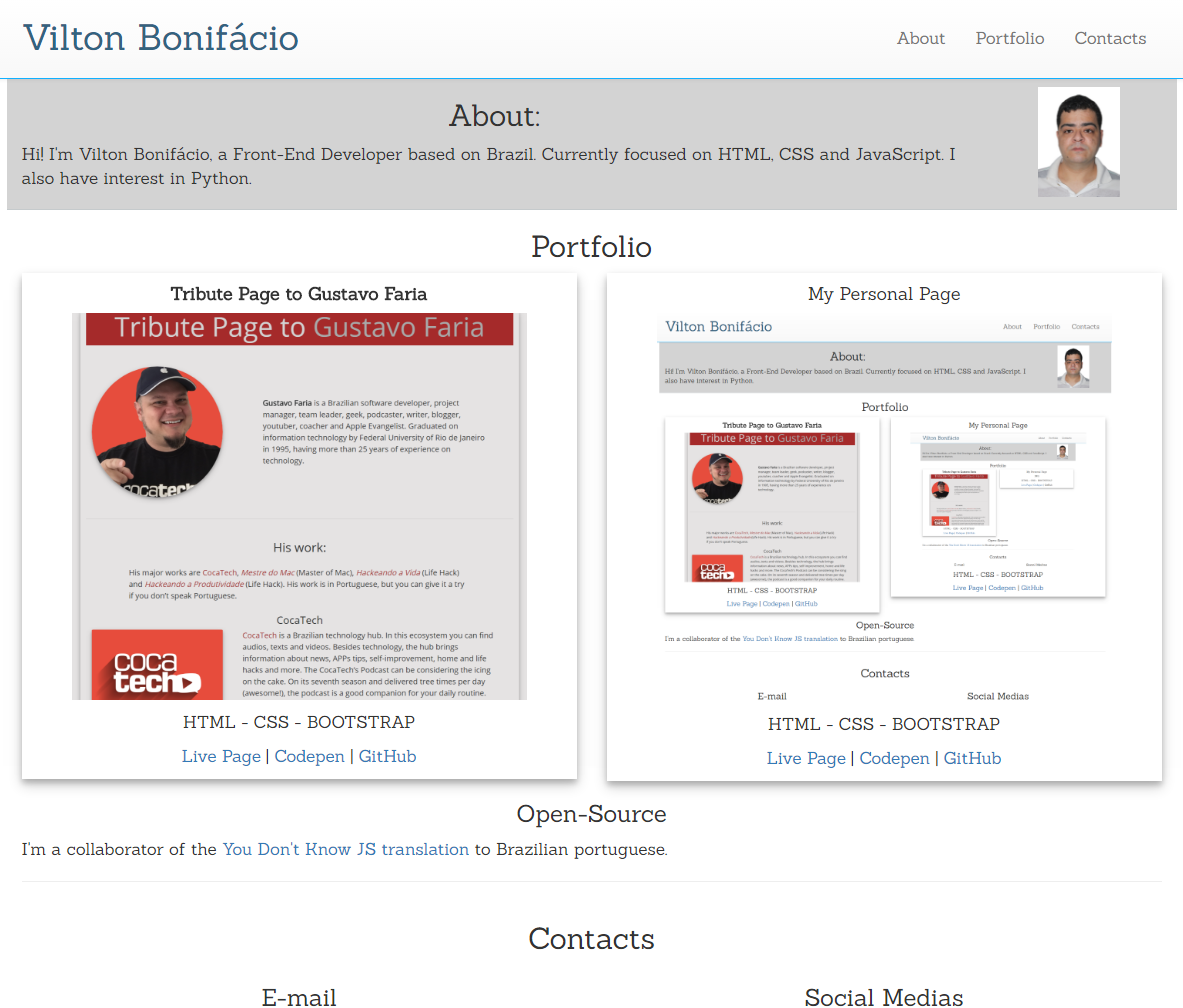 Vilton Bonifácio
About Portfolio Contacts
About:
Hi! I'm Vilton Bonifácio, a Front-End Developer based on Brazil. Currently focused on HTML, CSS and JavaScript. I
also have interest in Python.
Portfolio
Tribute Page to Gustavo Faria
Tribute Page to Gustavo Faria
Gustavo Faria is a Brazilian software developer, project
manager, team leader, geek, podcaster, writer, blogger,
youtuber, coacher and Apple Evangelist. Graduated on
information technology by Federal University of Rio de Janeiro
in 1995, having more than 25 years of experience on
technology.
His work:
His major works are CocaTech, Mestre do Mac (Master of Mac), Hackeando a Vida (Life Hack)
and Hackeando a Produtividade (Life Hack). His work is in Portuguese, but you can give it a try
if you don't speak Portuguese.
CocaTech
coca
tech
CocaTech is a Brazilian technology hub. In this ecosystem you can find
audios, texts and videos. Besides technology, the hub brings
information about news, APPs tips, self-improvement, home and life
hacks and more. The CocaTech's Podcast can be considering the icing
on the cake. On its seventh season and delivered tree times per day
(awesome!), the podcast is a good companion for your daily routine.
HTML - CSS - BOOTSTRAP
Live Page | Codepen | GitHub
My Personal Page
Vilton Bonifácio
About Portfolio Contacts
About:
Hi! I'm Vilton Bonifácio, a Front-End Developer based on Brazil. Currently focused on HTML, CSS and JavaScript. I
also have interest in Python.
Portfolio
Tribute Page to Gustavo Faria
Tribute Page to Gustavo Faria
His work:
CocaTech
coca
tech
HTML - CSS - BOOTSTRAP
Live Page | Codepen | GitHub
My Personal Page
Vilton Bonifácio
Portfolio
Contacts
HTML - CSS - BOOTSTRAP
Live Page | Codepen | GitHub
Open-Source
I'm a collaborator of the You Don't Know JS translation to Brazilian portuguese
Contacts
E-mail Social Medias
HTML - CSS - BOOTSTRAP
Live Page | Codepen | GitHub
Open-Source
I'm a collaborator of the You Don't Know JS translation to Brazilian portuguese.
Contacts
E-mail Social Medias